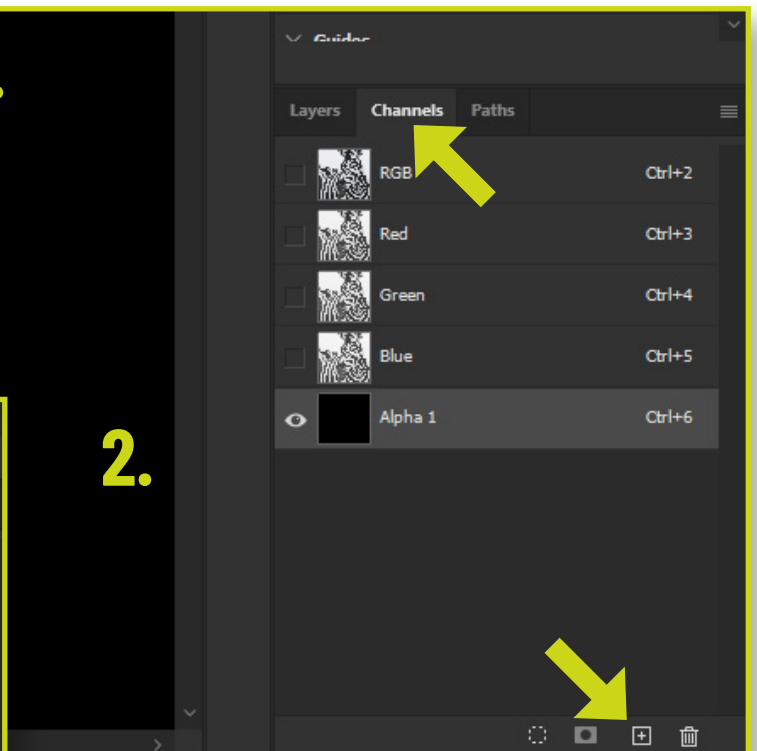 Guides
Layers Channels Paths
RGB Ctrl+2
Red Ctrl+3
Green Ctrl+4
Blue Ctrl+5
Alpha 1 Ctrl+6
2.